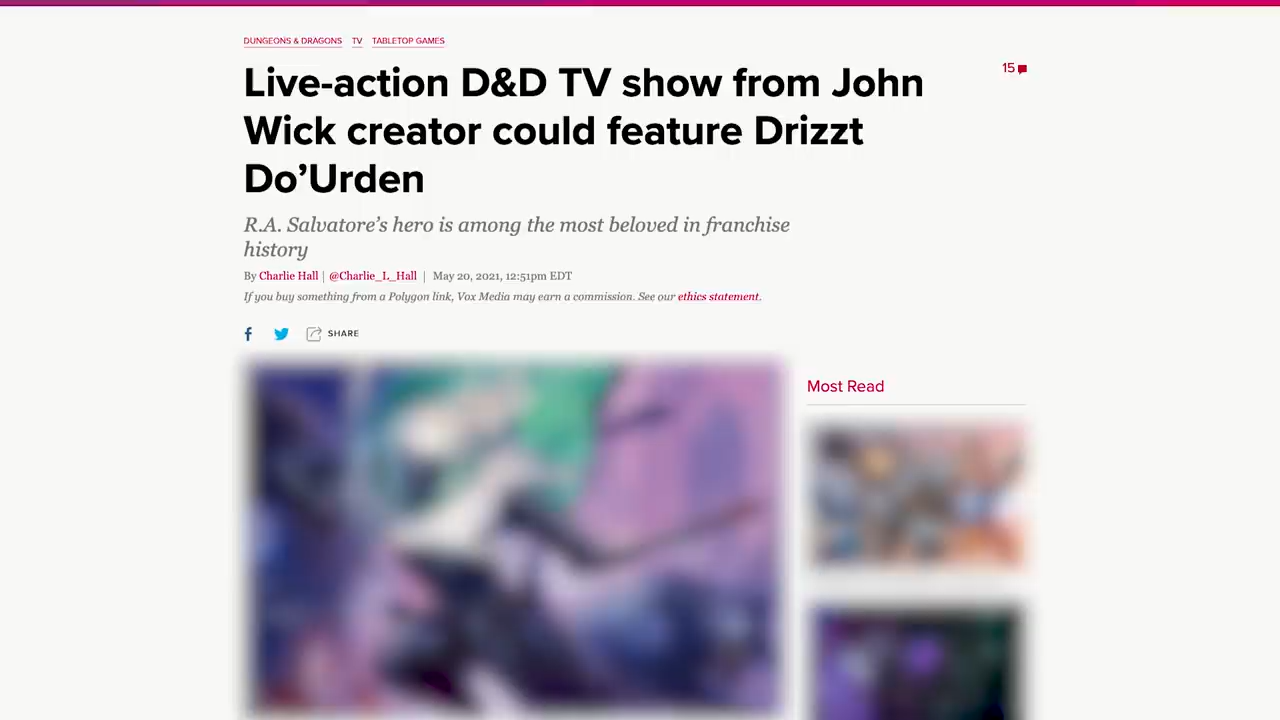 DUNGEONS & DRAGONS TV TABLETOP GAMES
15
Live-action D&D TV show from John
Wick creator could feature Drizzt
Do’Urden
R.A. Salvatore’s hero is among the most beloved in franchise
history
By Charlie Hall | @Charlie_L_Hall | May 20, 2021, 12:51pm EDT
If you buy something from a Polygon link, Vox Media may earn a commission. See our ethics statement.
SHARE
Most Read